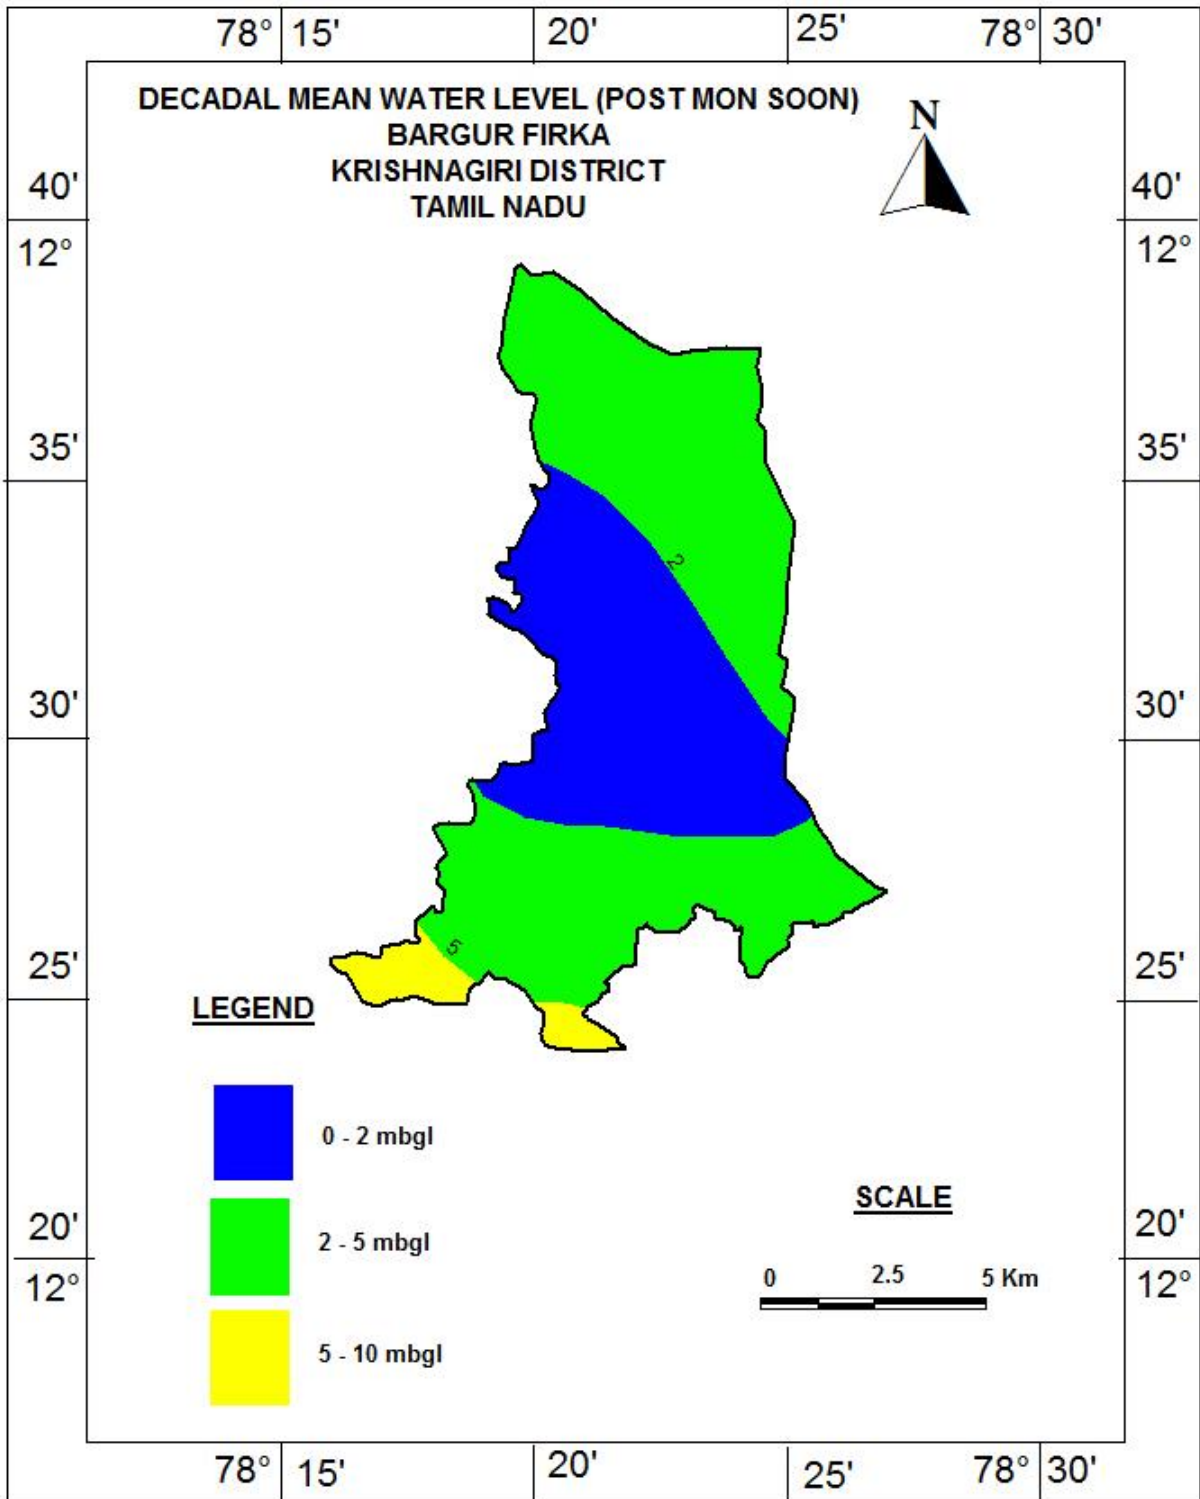 78° 15' 20' 25' 78° 30'
DECADAL MEAN WATER LEVEL (POST MON SOON)
BARGUR FIRKA
KRISHNAGIRI DISTRICT
TAMIL NADU
N
40' 40'
12° 12°
35' 35'
2
30' 30'
5
25' 25'
LEGEND
0 - 2 mbgl
SCALE
20' 20'
2 - 5 mbgl
12° 12°
0 2.5 5 Km
5 - 10 mbgl
78° 15' 20' 25' 78° 30'